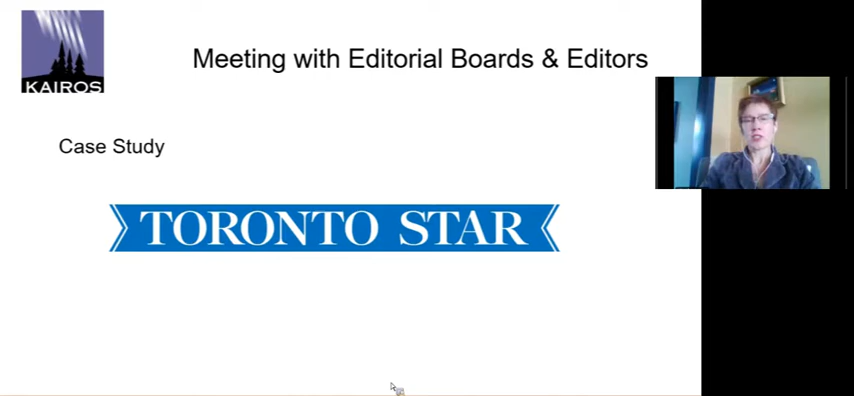 KAIROS
Meeting with Editorial Boards & Editors
Case Study
TORONTO STAR